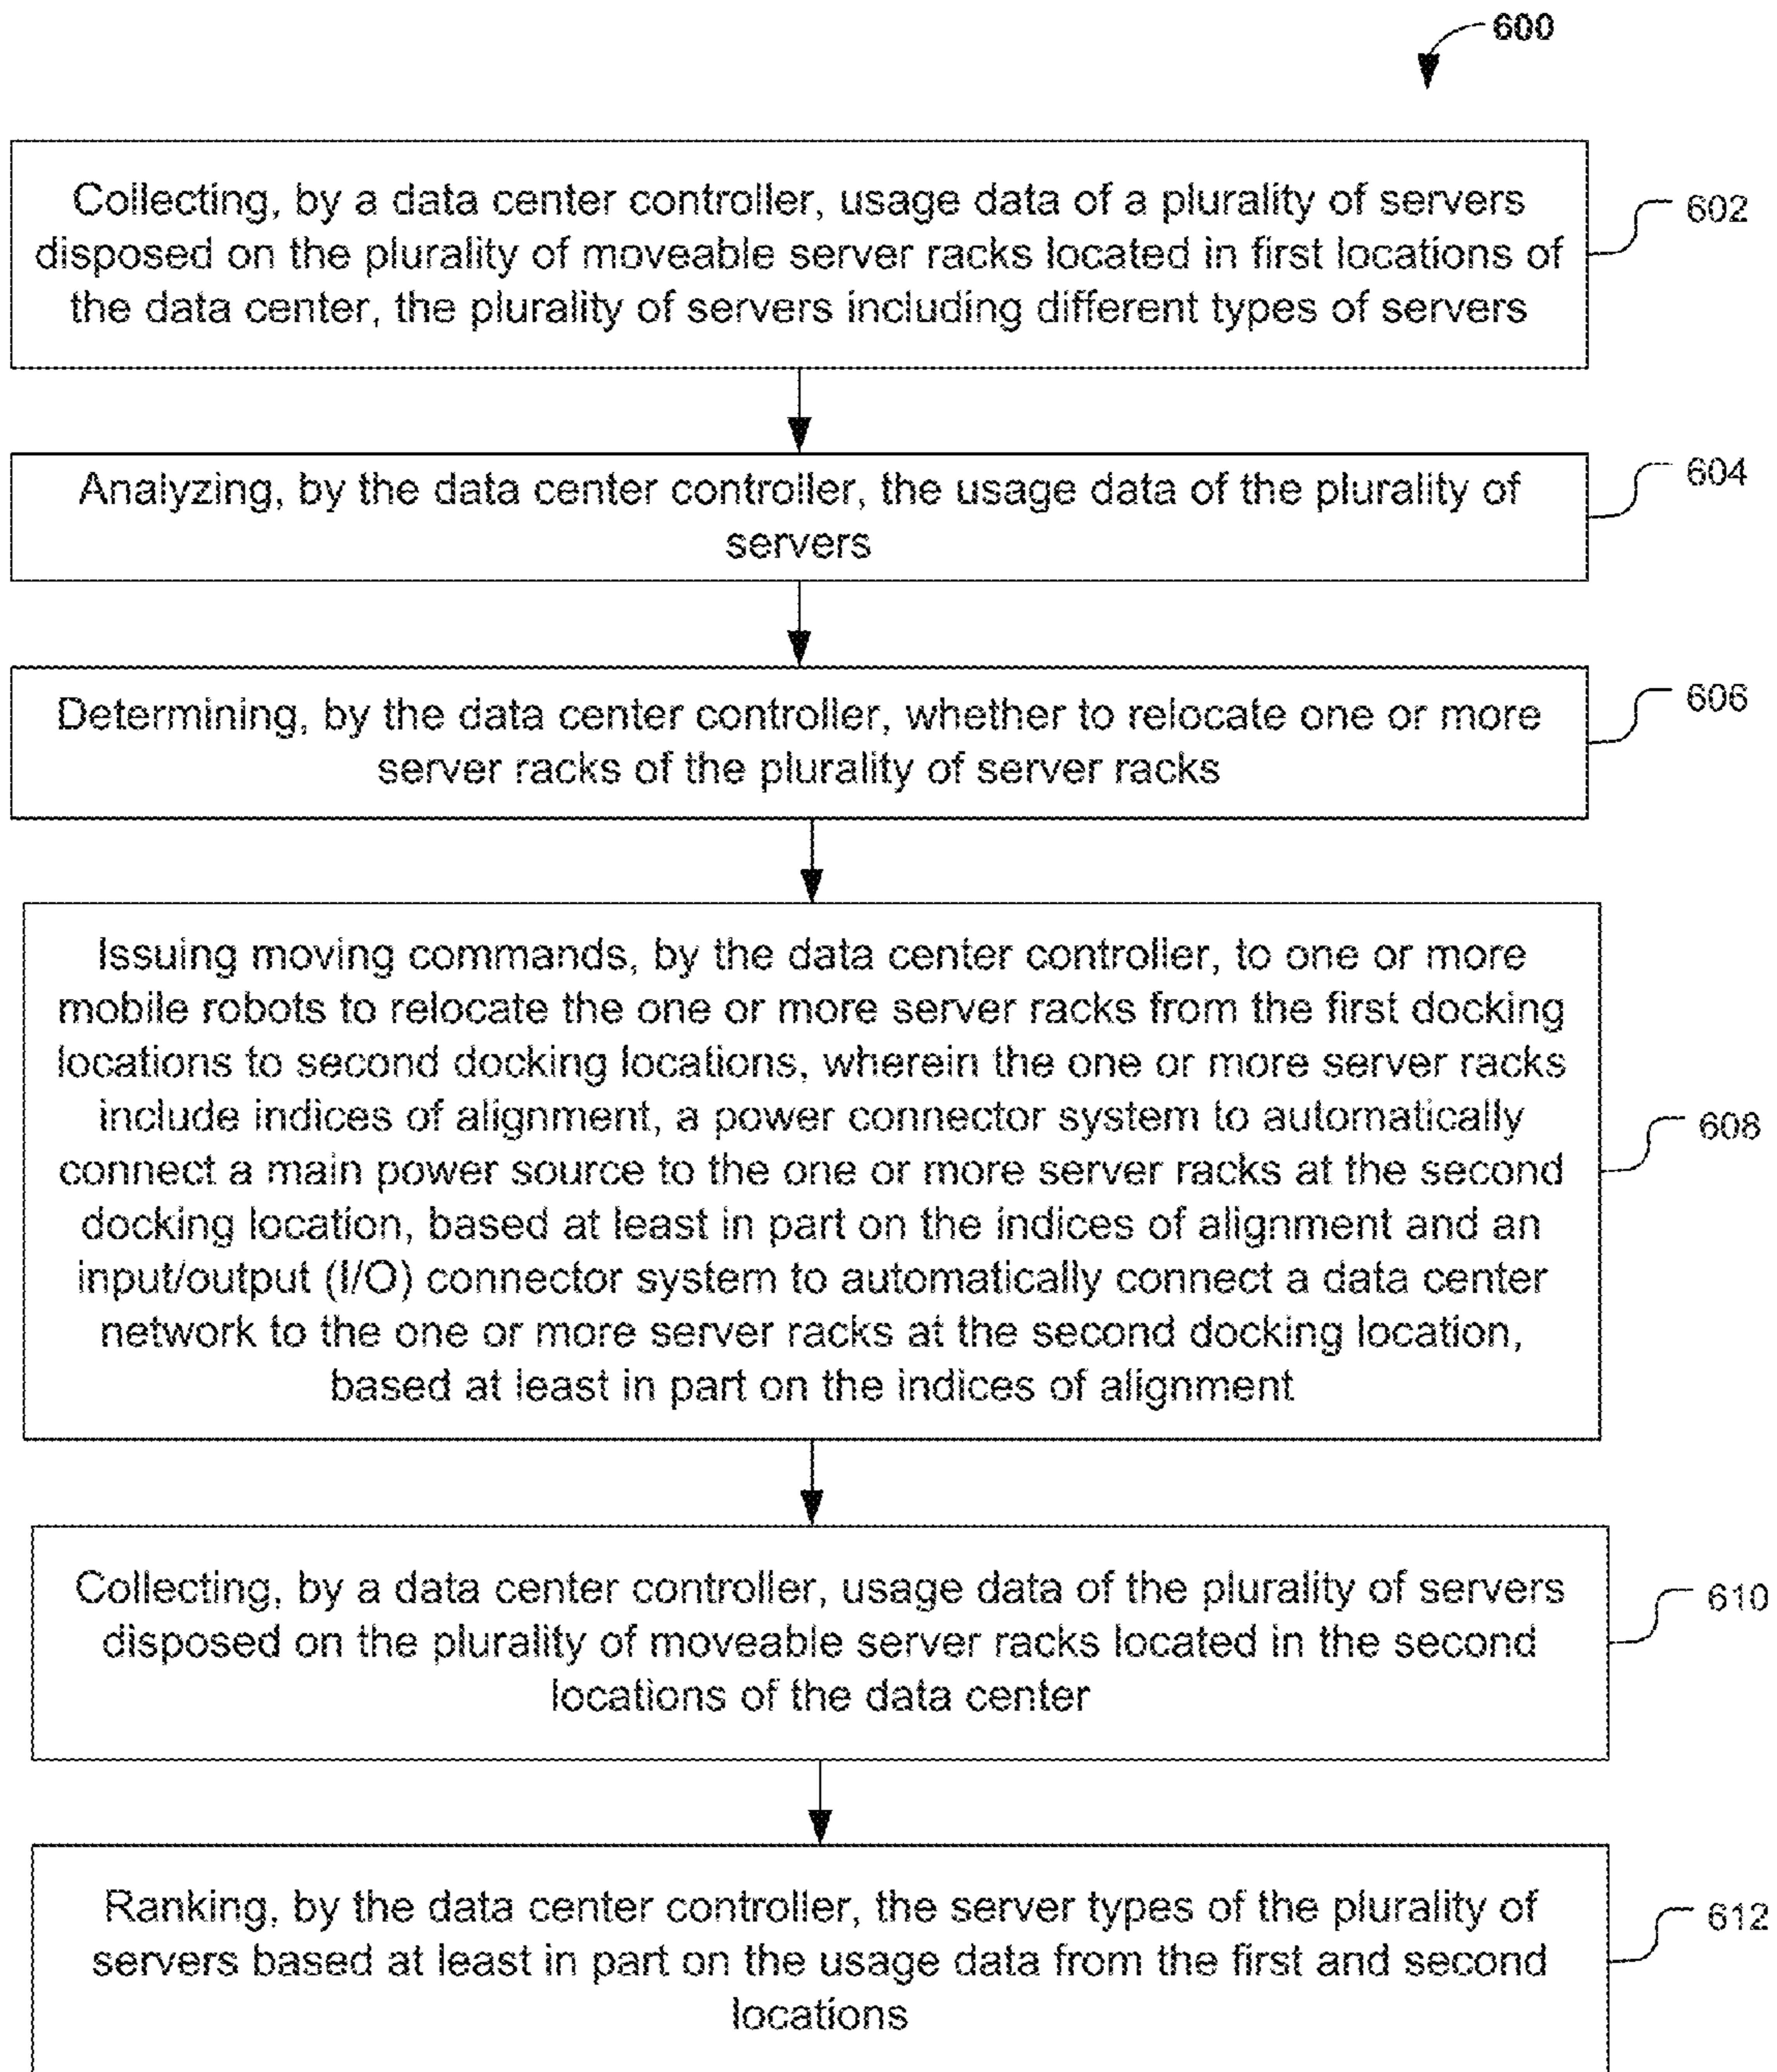 600
Collecting, by a data center controller, usage data of a plurality of servers
disposed on the plurality of moveable server racks located in first locations of
the data center, the plurality of servers including different types of servers
602
Analyzing, by the data center controller, the usage data of the plurality of
servers
604
Determining, by the data center controller, whether to relocate one or more
server racks of the plurality of server racks
606
Issuing moving commands, by the data center controller, to one or more
mobile robots to relocate the one or more server racks from the first docking
locations to second docking locations, wherein the one or more server racks
include indices of alignment, a power connector system to automatically
connect a main power source to the one or more server racks at the second
docking location, based at least in part on the indices of alignment and an
input/output (I/O) connector system to automatically connect a data center
network to the one or more server racks at the second docking location,
based at least in part on the indices of alignment
608
Collecting, by a data center controller, usage data of the plurality of servers
disposed on the plurality of moveable server racks located in the second
locations of the data center
610
Ranking, by the data center controller, the server types of the plurality of
servers based at least in part on the usage data from the first and second
locations
612